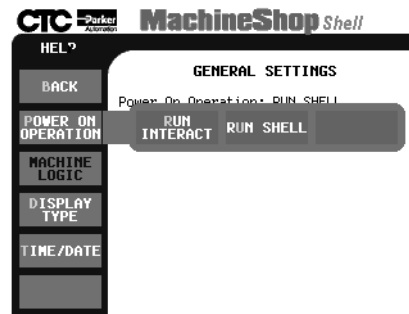 CTC Parker Automation MachineShop Shell
HELP
GENERAL SETTINGS
BACK
Power On Operation: RUN SHELL
POWER ON
OPERATION
RUN
INTERACT
RUN SHELL
MACHINE
LOGIC
DISPLAY
TYPE
TIME/DATE